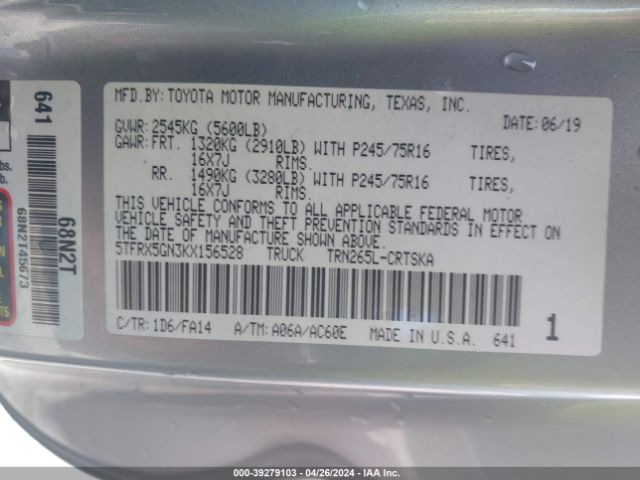 MFD.BY:TOYOTA MOTOR MANUFACTURING, TEXAS, INC.
DATE:06/19
GVWR:2545KG (5600LB)
GAWR:FRT. 1320KG (2910LB) WITH P245/75R16 TIRES,
16X7J RIMS.
RR. 1490KG (3280LB) WITH P245/75R16 TIRES,
16X7J RIMS.
THIS VEHICLE CONFORMS TO ALL APPLICABLE FEDERAL MOTOR
VEHICLE SAFETY AND THEFT PREVENTION STANDARDS IN EFFECT ON
THE DATE OF MANUFACTURE SHOWN ABOVE.
5TFRX5GN3KX156528 TRUCK TRN265L-CRTSKA
C/TR:1D6/FA14 A/TM:A06A/AC60E MADE IN U.S.A. 641
1
641
68N2T
68N2T45673
bs.
b.
000-39279103 - 04/26/2024 - IAA Inc.